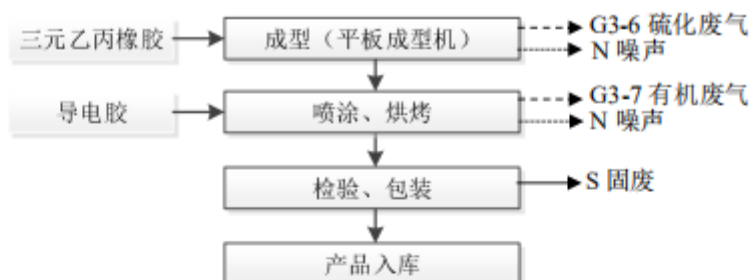 三元乙丙橡胶
成型（平板成型机）
G3-6 硫化废气
N 噪声
导电胶
喷涂、烘烤
G3-7 有机废气
N 噪声
检验、包装
S 固废
产品入库